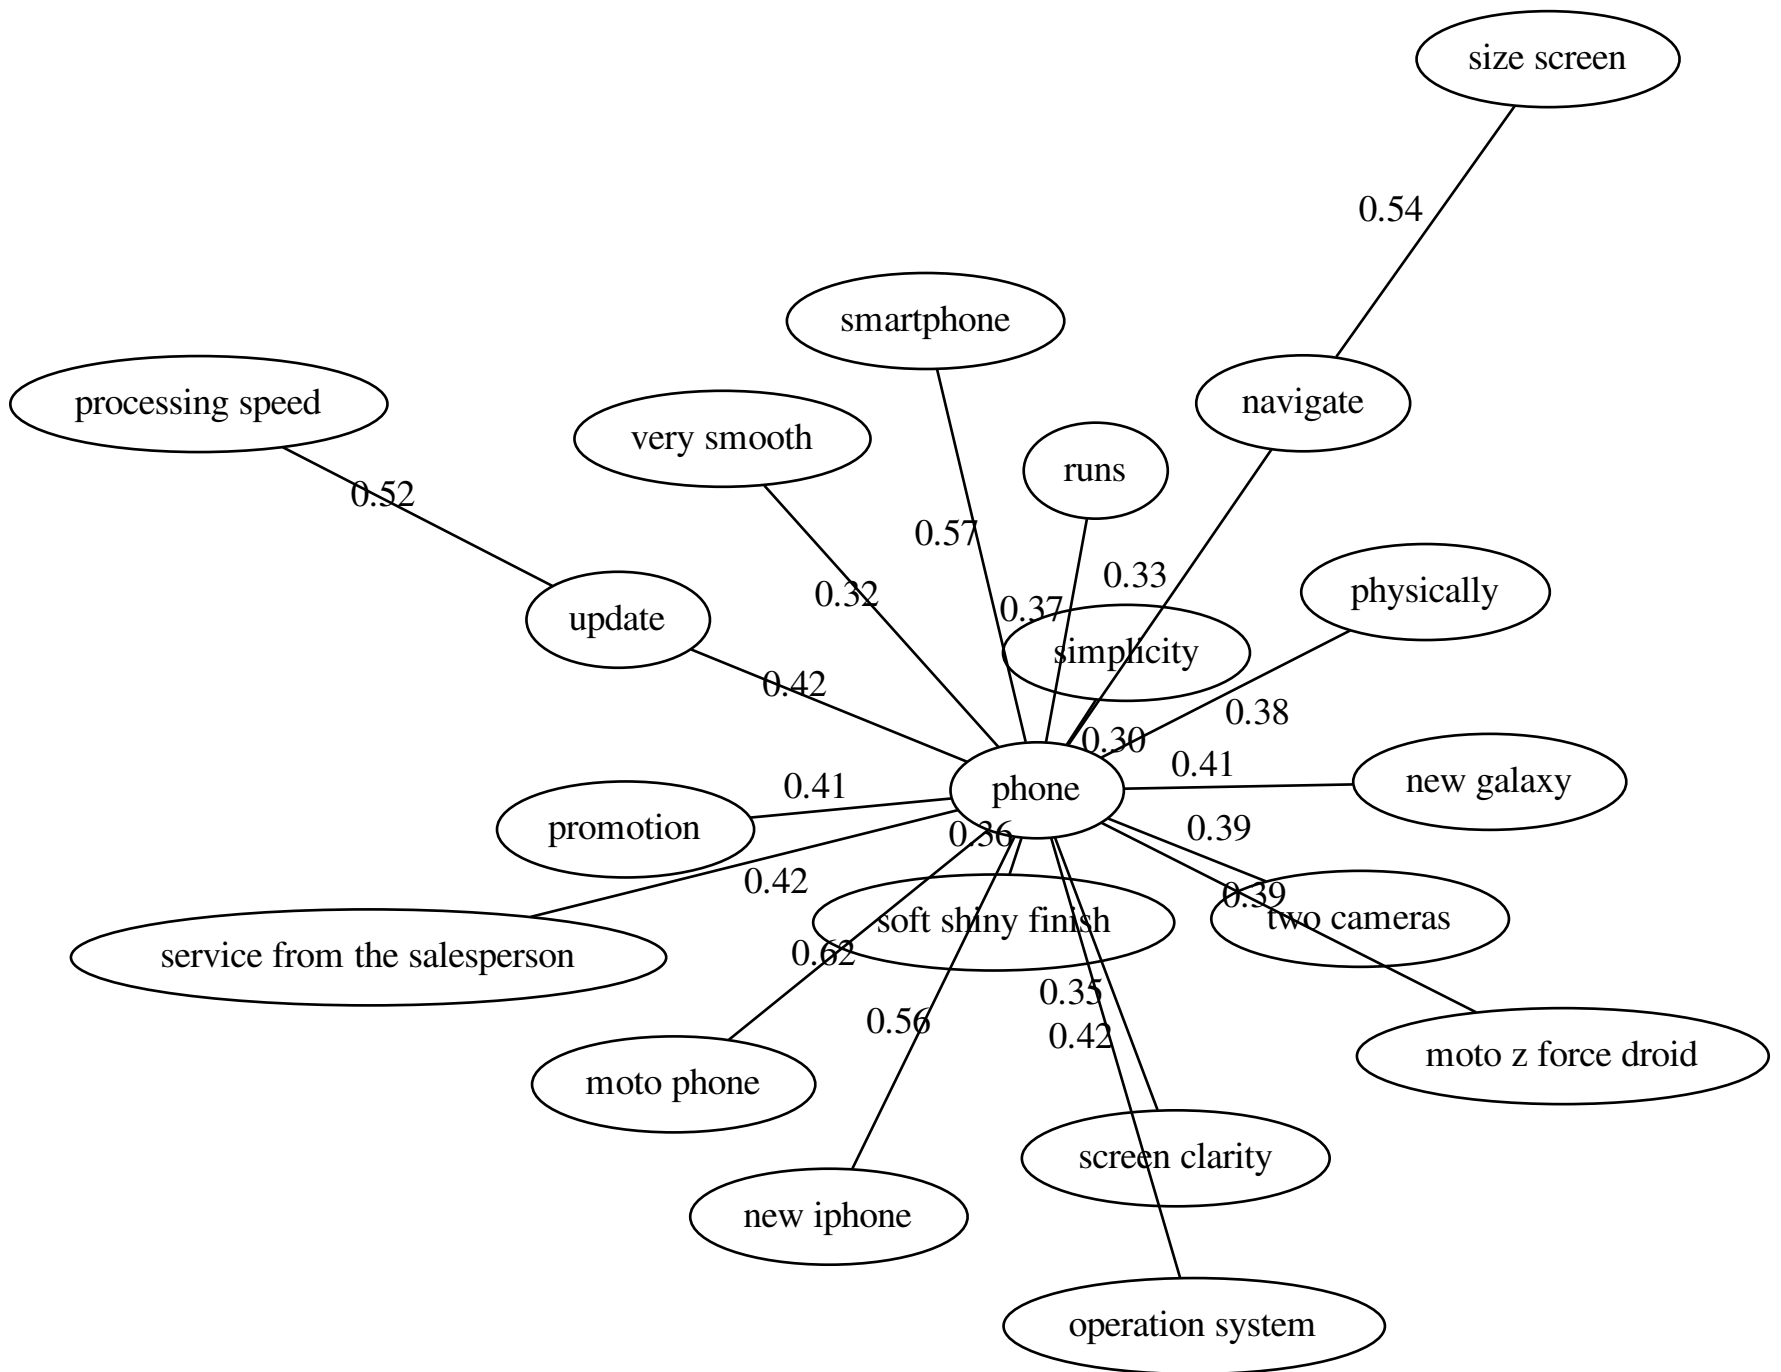 size screen
0.54
smartphone
processing speed
navigate
very smooth
runs
0.52
0.57
0.33
physically
0.32
0.37
update
simplicity
0.42
0.38
0.30
0.41
phone
new galaxy
0.41
promotion
0.36
0.39
0.42
0.39
soft shiny finish
two cameras
service from the salesperson
0.62
0.35
0.56
0.42
moto z force droid
moto phone
screen clarity
new iphone
operation system